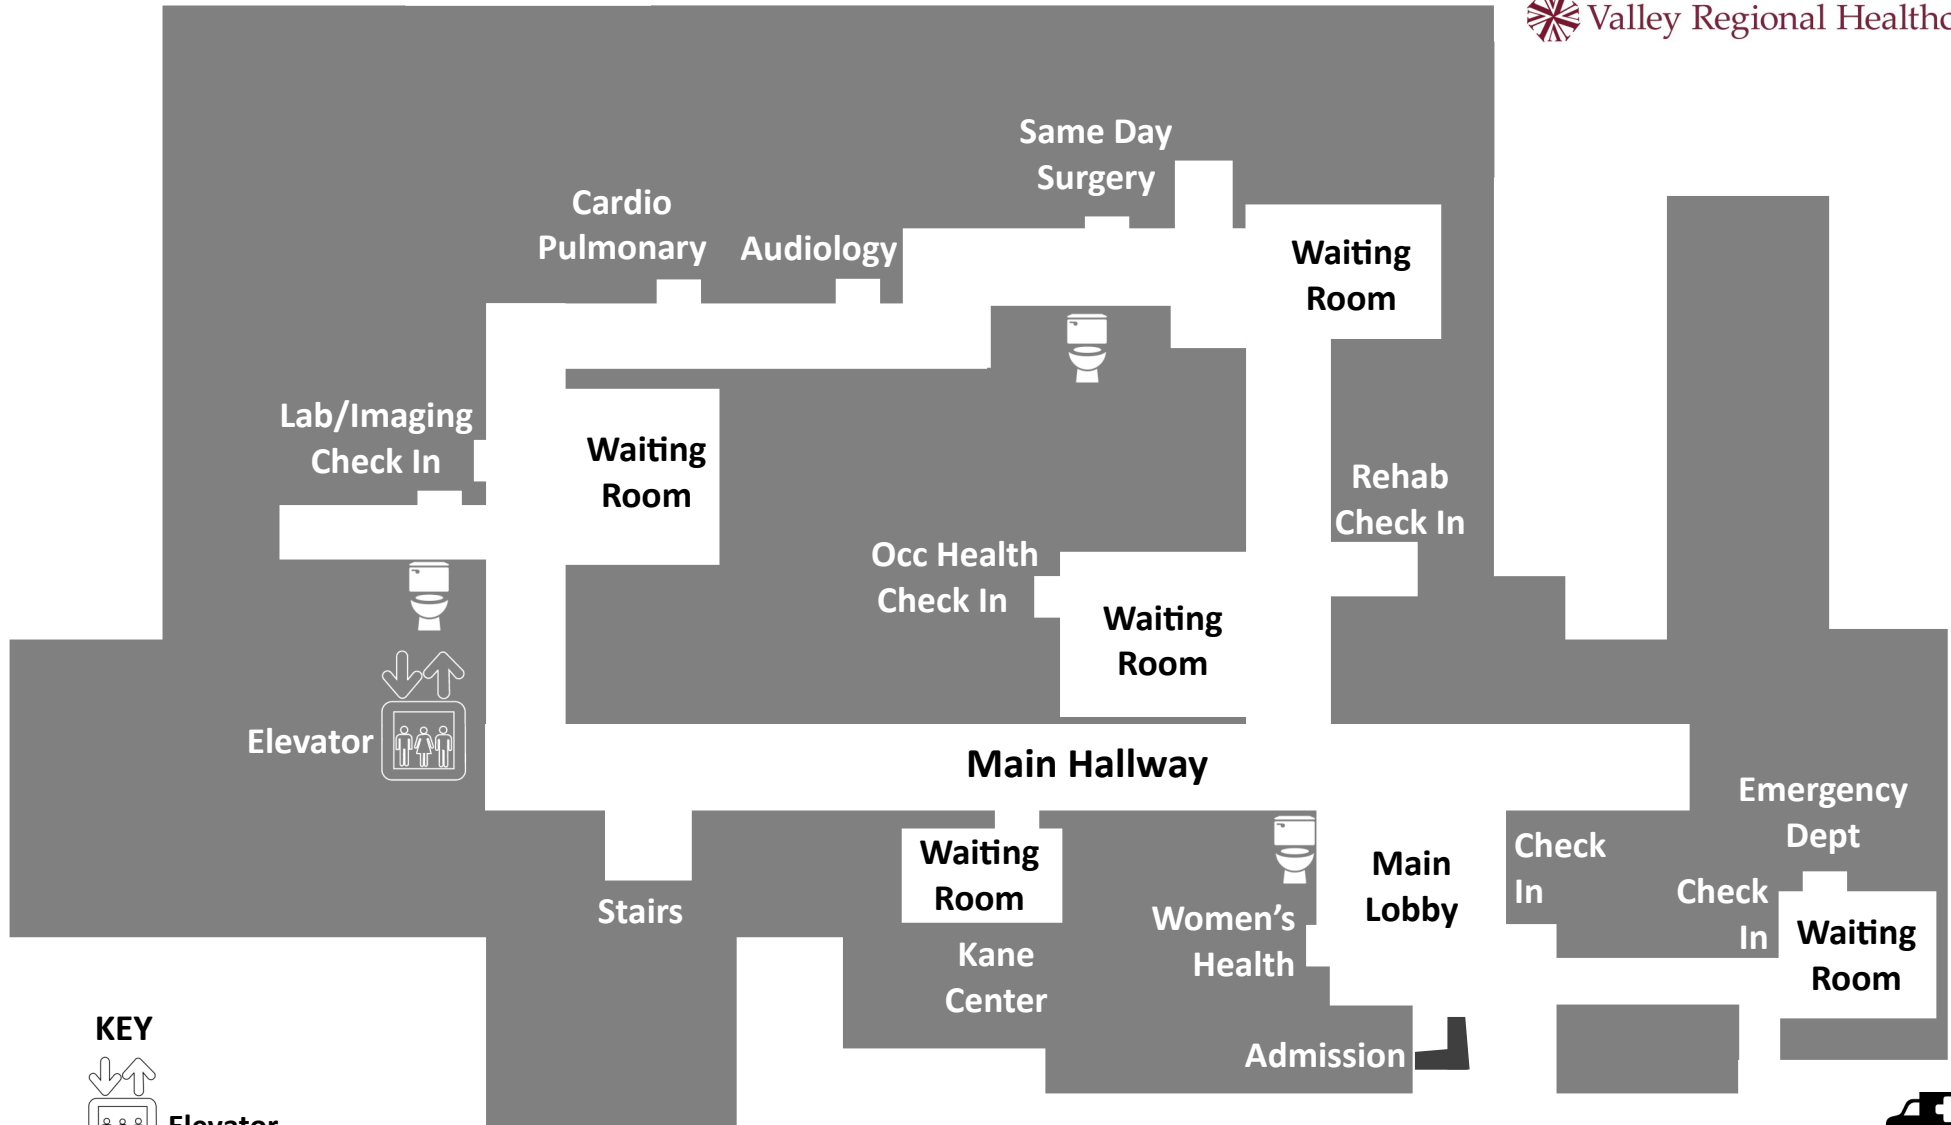 Valley Regional Healthc
Same Day
Surgery
Cardio
Pulmonary
Audiology
Waiting
Room
Lab/Imaging
Check In
Waiting
Room
Rehab
Check In
Occ Health
Check In
Waiting
Room
Elevator
Main Hallway
Emergency
Dept
Check
In
Main
Lobby
Check
In
Waiting
Room
Waiting
Room
Stairs
Women’s
Health
Kane
Center
Admission
KEY
Elevator